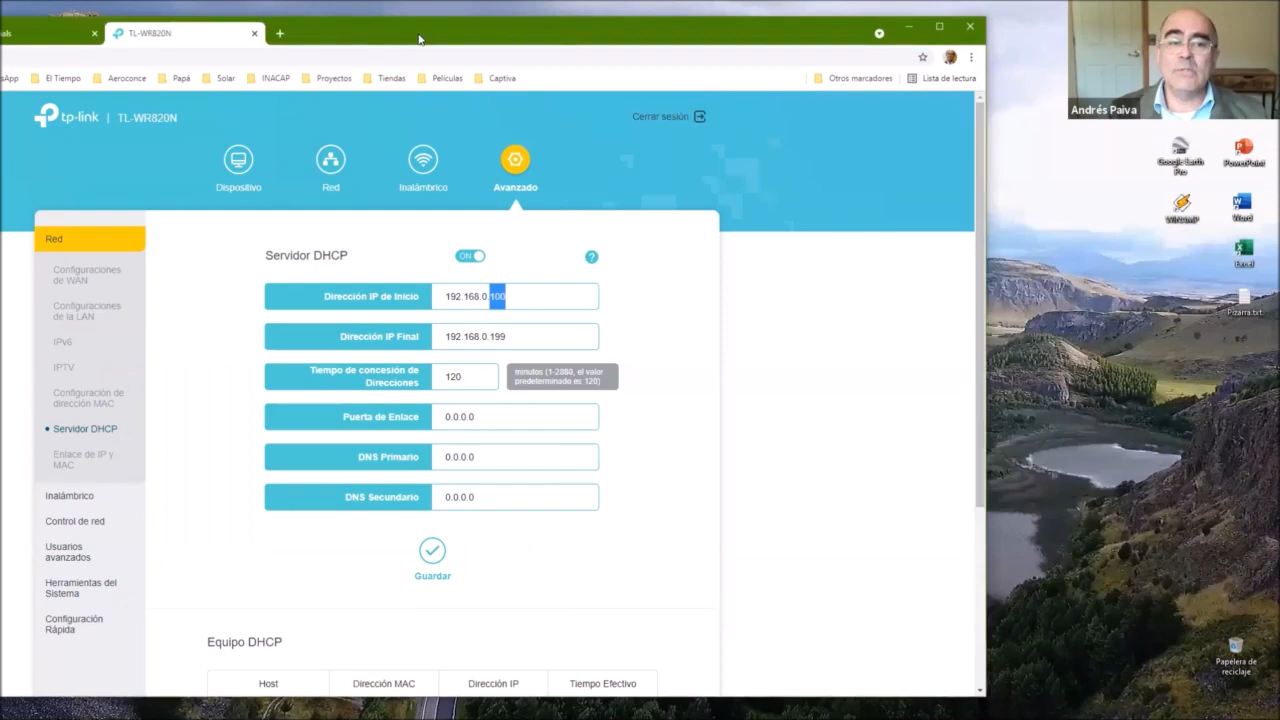 als
TL-WR820N
sApp
El Tiempo
Aeroconce
Papá
Solar
INACAP
Proyectos
Tiendas
Películas
Captiva
Otros marcadores
Lista de lectura
tp-link | TL-WR820N
Cerrar sesión
Dispositivo
Red
Inalámbrico
Avanzado
Red
Configuraciones
de WAN
Configuraciones
de la LAN
IPv6
IPTV
Configuración de
dirección MAC
Servidor DHCP
Enlace de IP y
MAC
Inalámbrico
Control de red
Usuarios
avanzados
Herramientas del
Sistema
Configuración
Rápida
Servidor DHCP
ON
?
Dirección IP de Inicio
192.168.0.100
Dirección IP Final
192.168.0.199
Tiempo de concesión de
Direcciones
120
minutos (1-2880, el valor
predeterminado es 120)
Puerta de Enlace
0.0.0.0
DNS Primario
0.0.0.0
DNS Secundario
0.0.0.0
Guardar
Equipo DHCP
Host
Dirección MAC
Dirección IP
Tiempo Efectivo
Andrés Paiva
Google Earth
Pro
PowerPoint
WINAMP
Word
Excel
Pizarra.txt
Papelera de
reciclaje